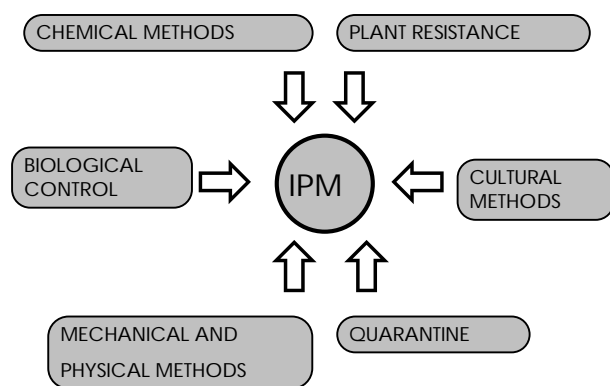 CHEMICAL METHODS
PLANT RESISTANCE
BIOLOGICAL
CONTROL
IPM
CULTURAL
METHODS
MECHANICAL AND
PHYSICAL METHODS
QUARANTINE